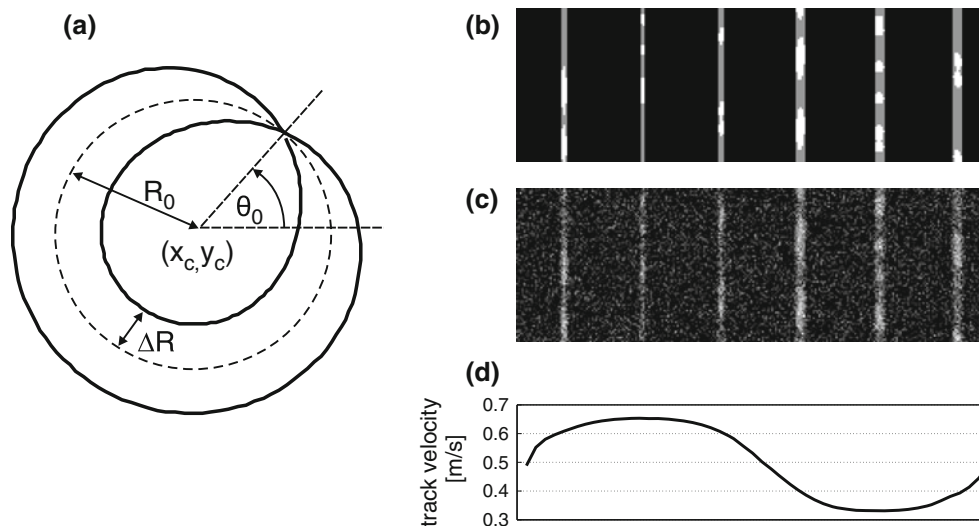 (a)
R0
θ0
(xc,yc)
ΔR
(b)
(c)
(d)
track velocity
[m/s]
0.7
0.6
0.5
0.4
0.3